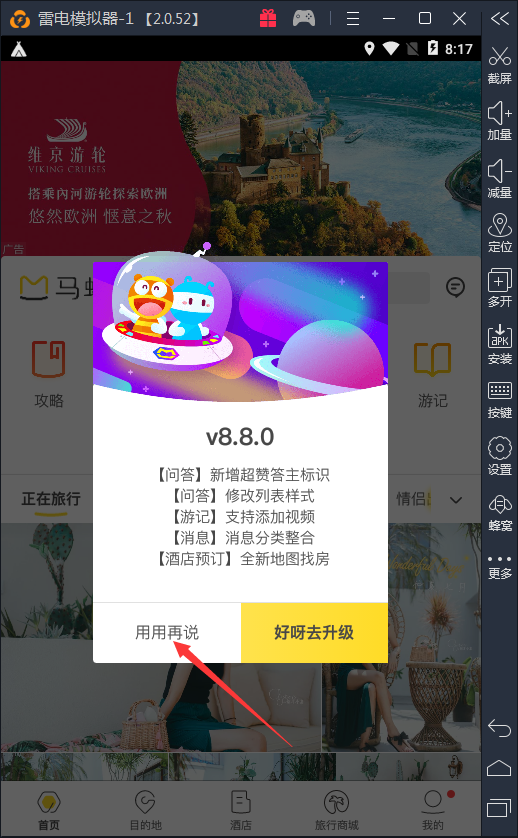 雷电模拟器-1 【2.0.52】
8:17
截屏
加量
减量
定位
多开
APK
安装
按键
设置
蜂窝
更多
维京游轮
VIKING CRUISES
搭乘內河游轮探索欧洲
悠然欧洲 惬意之秋
广告
马
攻略
游记
v8.8.0
【问答】新增超赞答主标识
【问答】修改列表样式
【游记】支持添加视频
【消息】消息分类整合
【酒店预订】全新地图找房
正在旅行
情侣
用用再说
好呀去升级
首页
目的地
酒店
旅行商城
我的